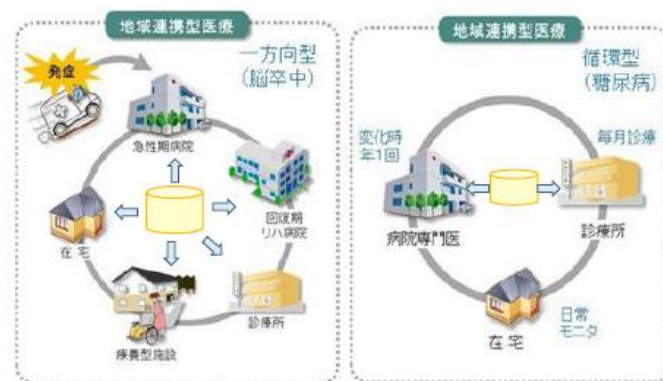 地域連携型医療
一方向型
(脳卒中)
発症
急性期病院
回復期
リハ病院
診療所
療養型施設
在宅
地域連携型医療
循環型
(糖尿病)
変化時
年1回
毎月診療
病院専門医
診療所
在宅
日常
モニタ